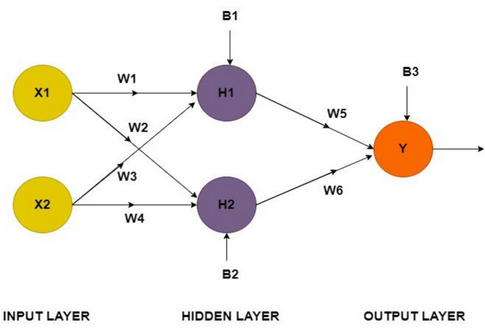 B1
B3
X1
W1
H1
W5
W2
Y
W3
X2
W4
H2
W6
B2
INPUT LAYER
HIDDEN LAYER
OUTPUT LAYER